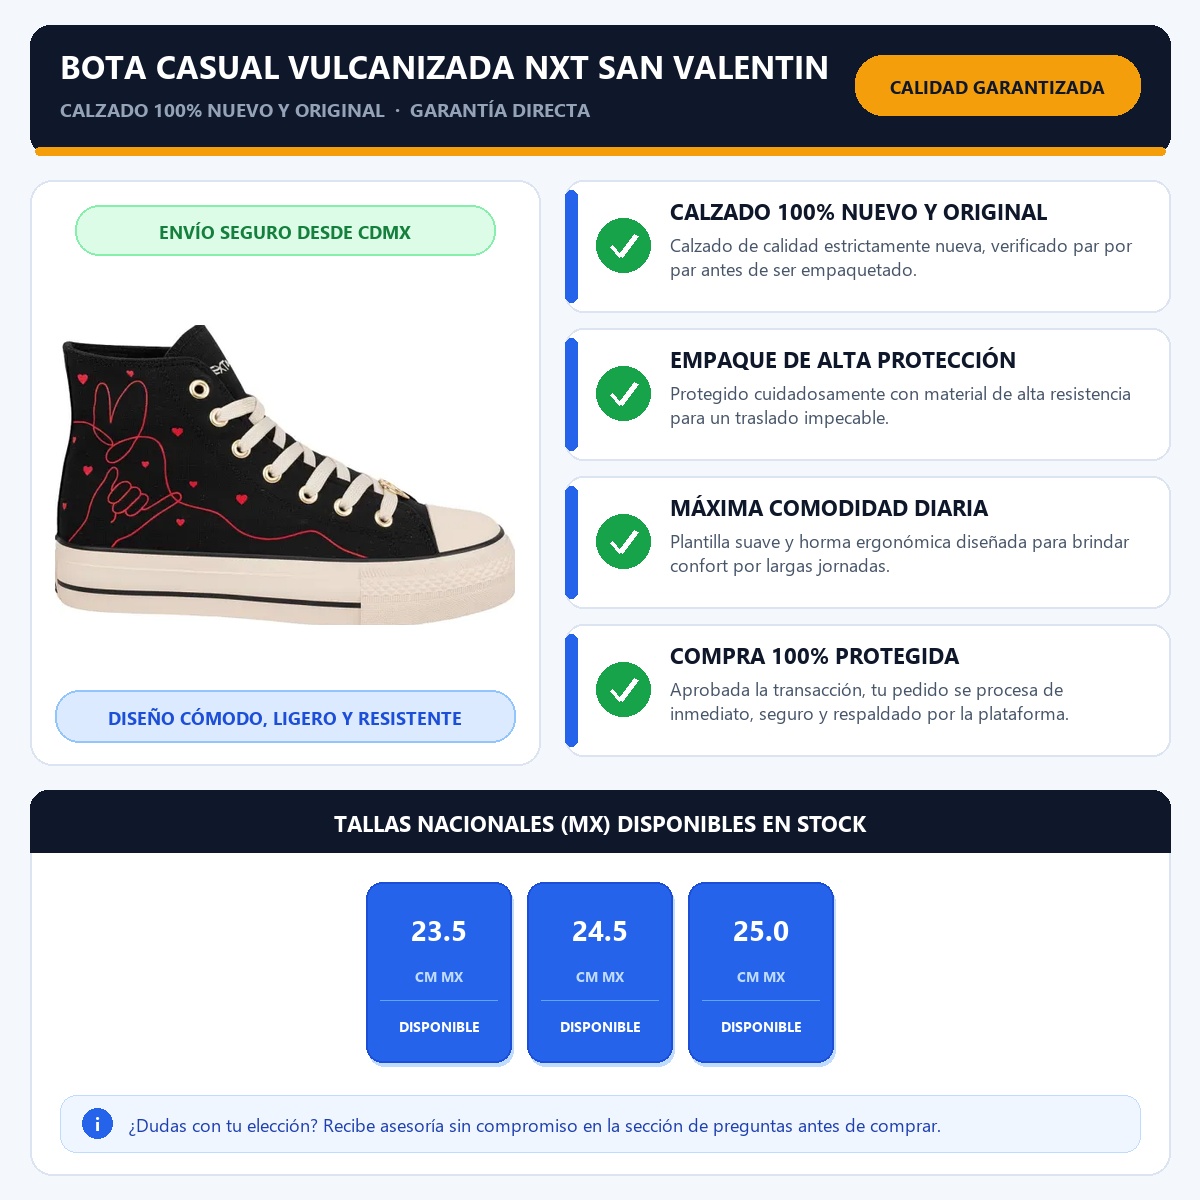 BOTA CASUAL VULCANIZADA NXT SAN VALENTIN
CALZADO 100% NUEVO Y ORIGINAL · GARANTÍA DIRECTA
CALIDAD GARANTIZADA
ENVÍO SEGURO DESDE CDMX
DISEÑO CÓMODO, LIGERO Y RESISTENTE
CALZADO 100% NUEVO Y ORIGINAL
Calzado de calidad estrictamente nueva, verificado par por
par antes de ser empaquetado.
EMPAQUE DE ALTA PROTECCIÓN
Protegido cuidadosamente con material de alta resistencia
para un traslado impecable.
MÁXIMA COMODIDAD DIARIA
Plantilla suave y horma ergonómica diseñada para brindar
confort por largas jornadas.
COMPRA 100% PROTEGIDA
Aprobada la transacción, tu pedido se procesa de
inmediato, seguro y respaldado por la plataforma.
TALLAS NACIONALES (MX) DISPONIBLES EN STOCK
23.5
CM MX
DISPONIBLE
24.5
CM MX
DISPONIBLE
25.0
CM MX
DISPONIBLE
¿Dudas con tu elección? Recibe asesoría sin compromiso en la sección de preguntas antes de comprar.